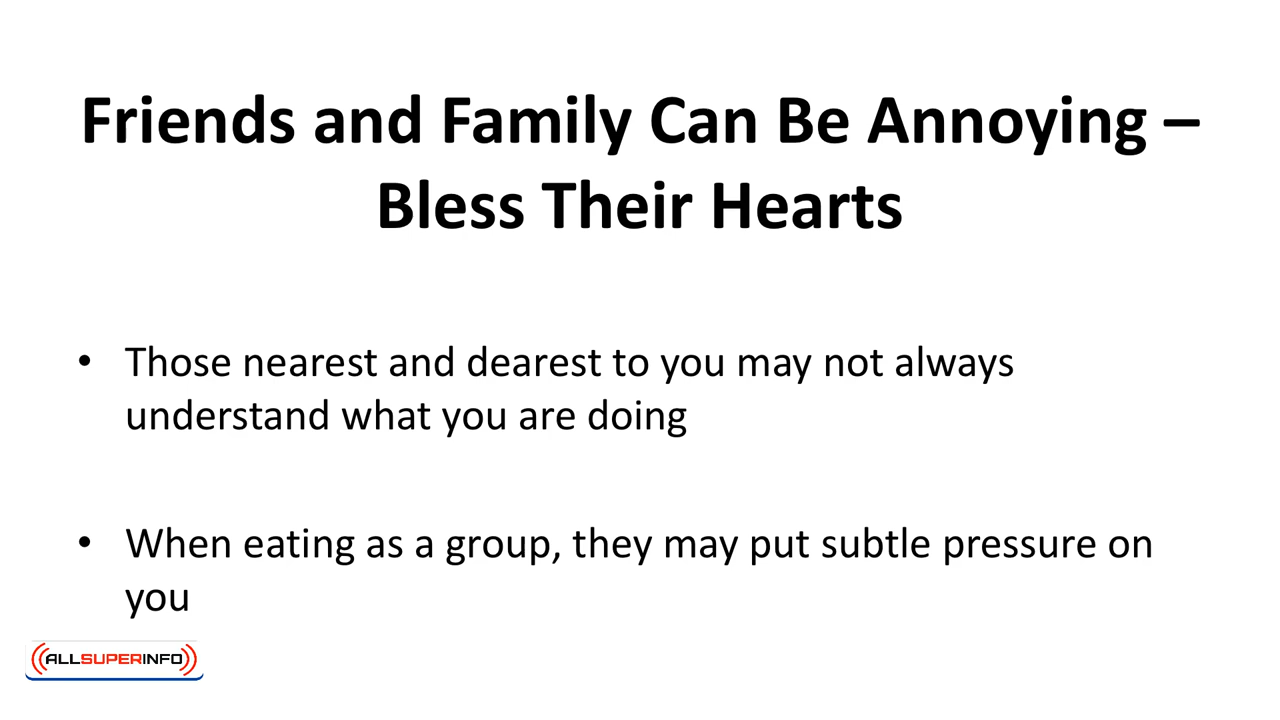 Friends and Family Can Be Annoying –
Bless Their Hearts
• Those nearest and dearest to you may not always
understand what you are doing
• When eating as a group, they may put subtle pressure on
you
ALLSUPERINFO